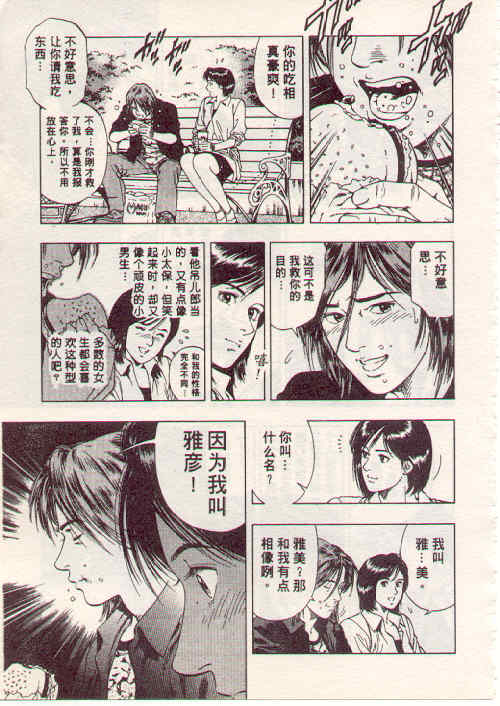 你的吃相
真豪爽！
不好意思
让你请我吃
东西…
不会…你刚才救
了我，算是我报
答你。所以不用
放在心上．
不好意
思…
这可不是
我救你的
目的…
嘻！
看他吊儿郎当
的，又有点像
小太保，但笑
起来时，却又
像个顽皮的小
男生…
和我的性格
完全不同…
多数的女
生都会喜
欢这种型
的人吧？
你叫…
什么名？
我叫
雅…美。
雅美？那
和我有点
相像咧。
因为我叫
雅彦！